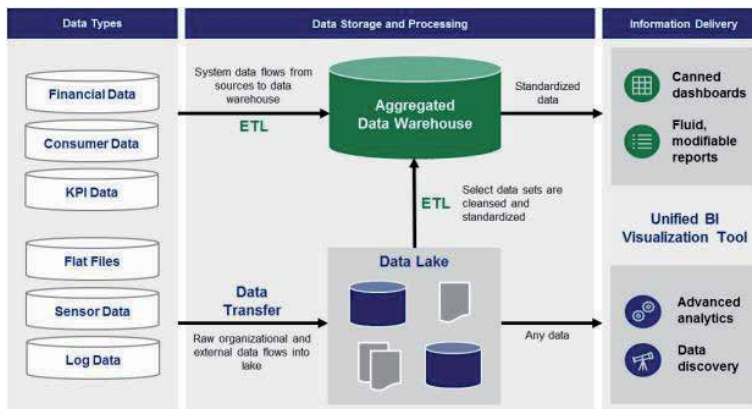 Data Types
Data Storage and Processing
Information Delivery
Financial Data
Consumer Data
KPI Data
Flat Files
Sensor Data
Log Data
System data flows from
sources to data
warehouse
ETL
Aggregated
Data Warehouse
Standardized
data
ETL
Select data sets are
cleansed and
standardized
Data
Transfer
Raw organizational and
external data flows into
lake
Data Lake
Any data
Canned
dashboards
Fluid,
modifiable
reports
Unified BI
Visualization Tool
Advanced
analytics
Data
discovery